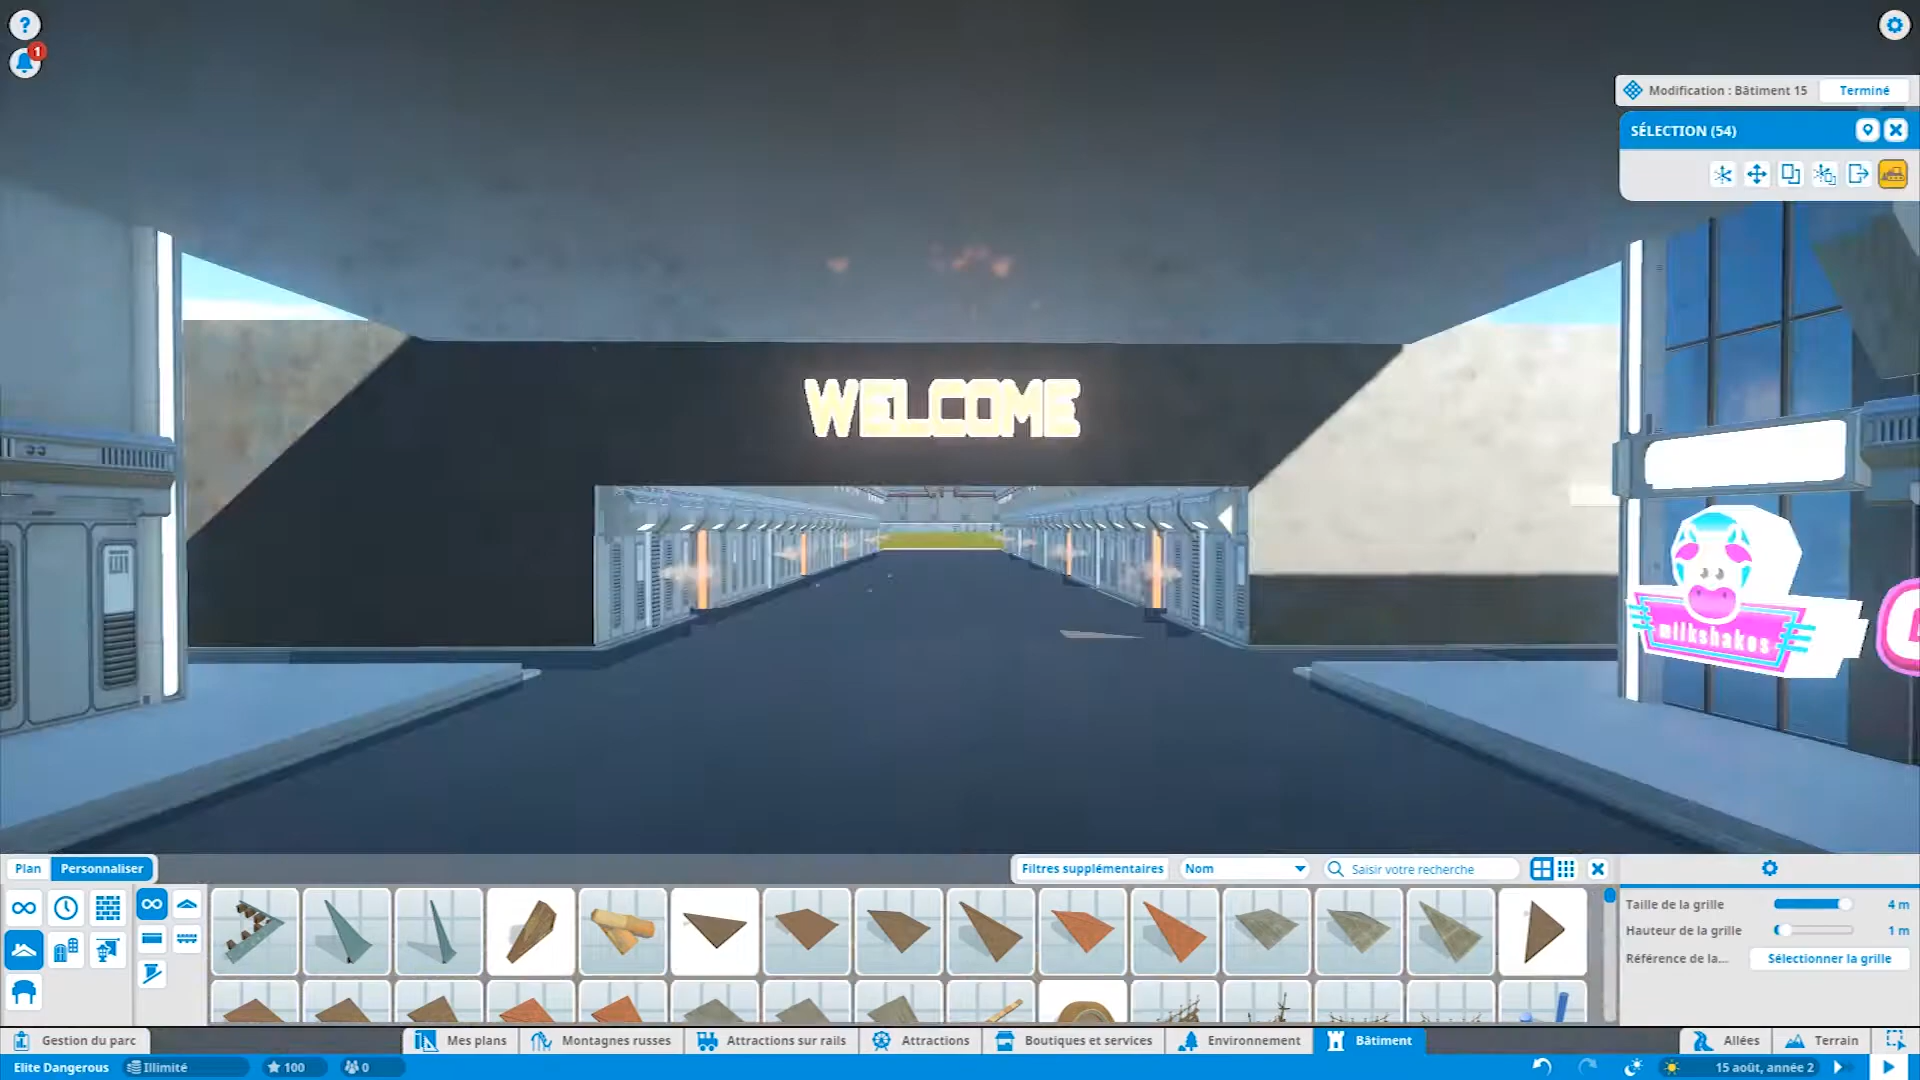 ?
1
Modification : Bâtiment 15
Terminé
SÉLECTION (54)
WELCOME
milkshakes
Plan
Personnaliser
Filtres supplémentaires
Nom
Saisir votre recherche
Taille de la grille
4 m
Hauteur de la grille
1 m
Référence de la...
Sélectionner la grille
Gestion du parc
Mes plans
Montagnes russes
Attractions sur rails
Attractions
Boutiques et services
Environnement
Bâtiment
Allées
Terrain
Elite Dangerous
Illimité
100
0
15 août, année 2